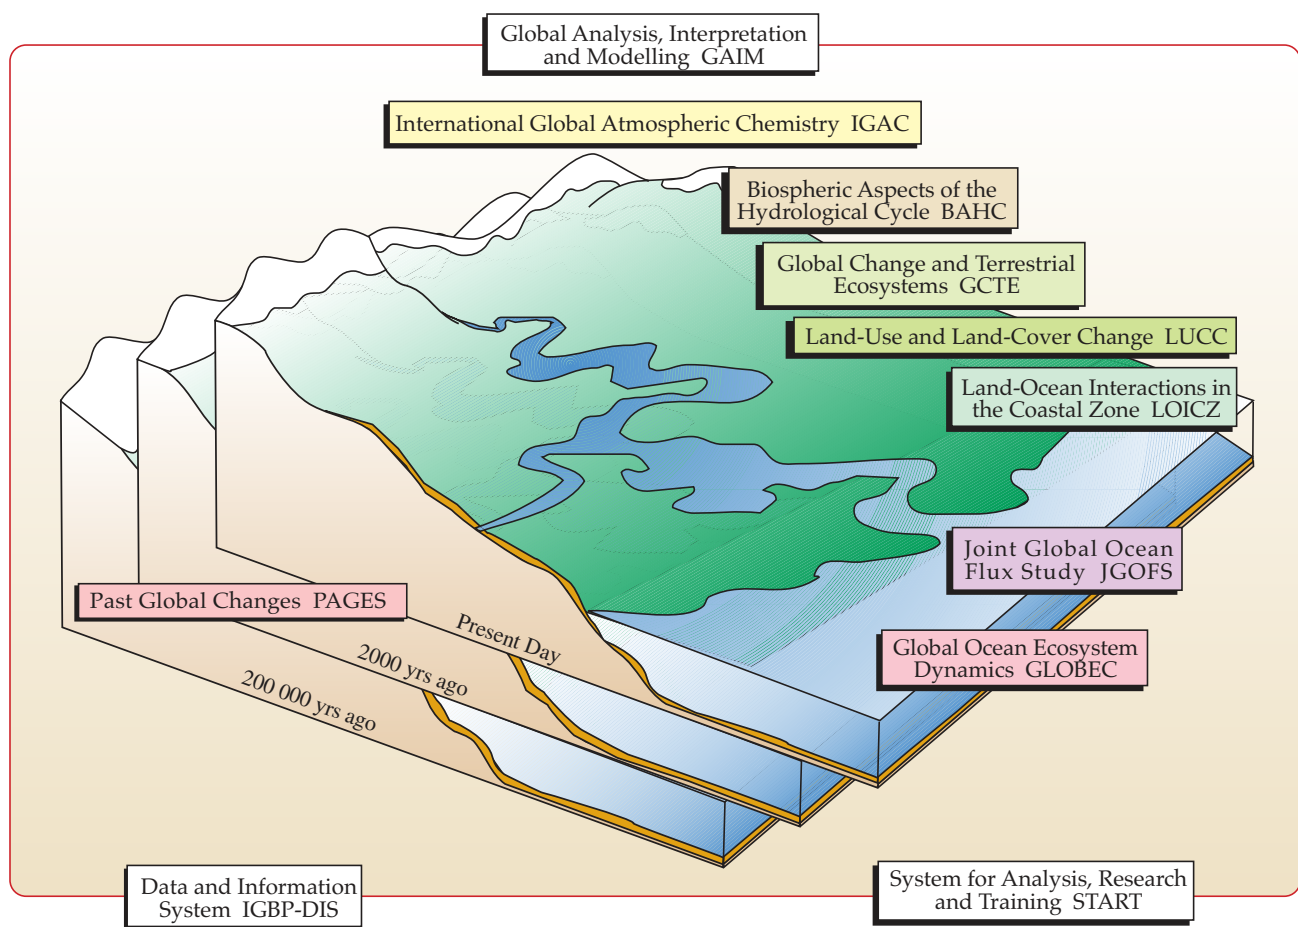 Global Analysis, Interpretation
and Modelling GAIM
International Global Atmospheric Chemistry IGAC
Biospheric Aspects of the
Hydrological Cycle BAHC
Global Change and Terrestrial
Ecosystems GCTE
Land-Use and Land-Cover Change LUCC
Land-Ocean Interactions in
the Coastal Zone LOICZ
Joint Global Ocean
Flux Study JGOFS
Past Global Changes PAGES
Global Ocean Ecosystem
Dynamics GLOBEC
Present Day
2000 yrs ago
200 000 yrs ago
Data and Information
System IGBP-DIS
System for Analysis, Research
and Training START